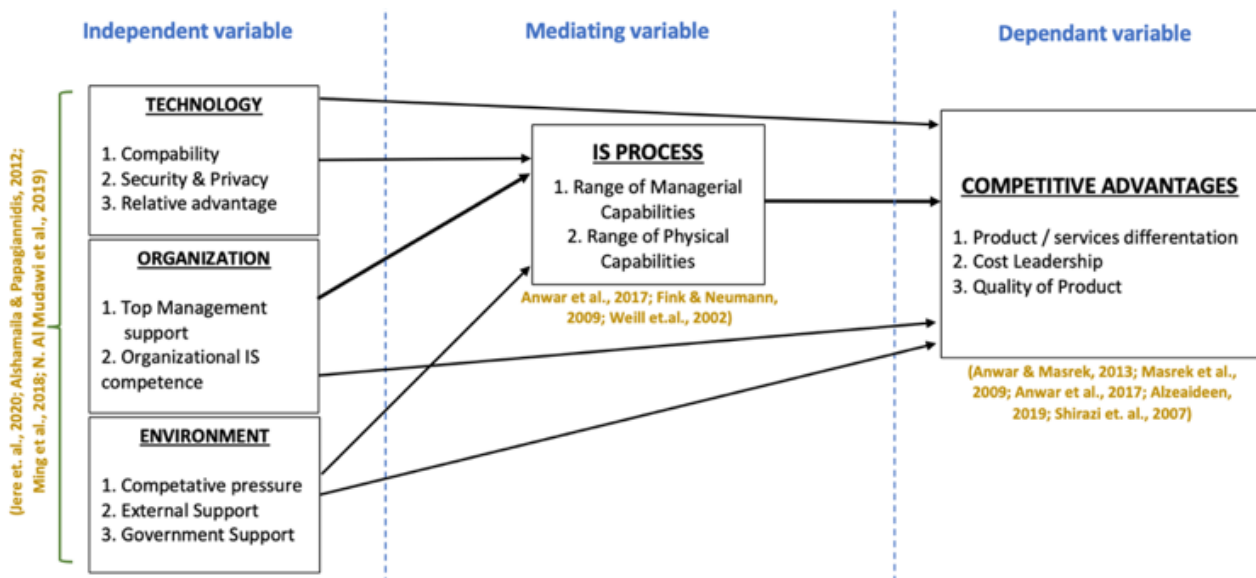 Independent variable
Mediating variable
Dependant variable
(Jere et. al., 2020; Alshamaila & Papagiannidis, 2012;
Ming et al., 2018; N. Al Mudawi et al., 2019)
TECHNOLOGY
1. Compability
2. Security & Privacy
3. Relative advantage
ORGANIZATION
1. Top Management
support
2. Organizational IS
competence
ENVIRONMENT
1. Competative pressure
2. External Support
3. Government Support
IS PROCESS
1. Range of Managerial
Capabilities
2. Range of Physical
Capabilities
Anwar et al., 2017; Fink & Neumann,
2009; Weill et.al., 2002)
COMPETITIVE ADVANTAGES
1. Product / services differentation
2. Cost Leadership
3. Quality of Product
(Anwar & Masrek, 2013; Masrek et al.,
2009; Anwar et al., 2017; Alzeaideen,
2019; Shirazi et. al., 2007)